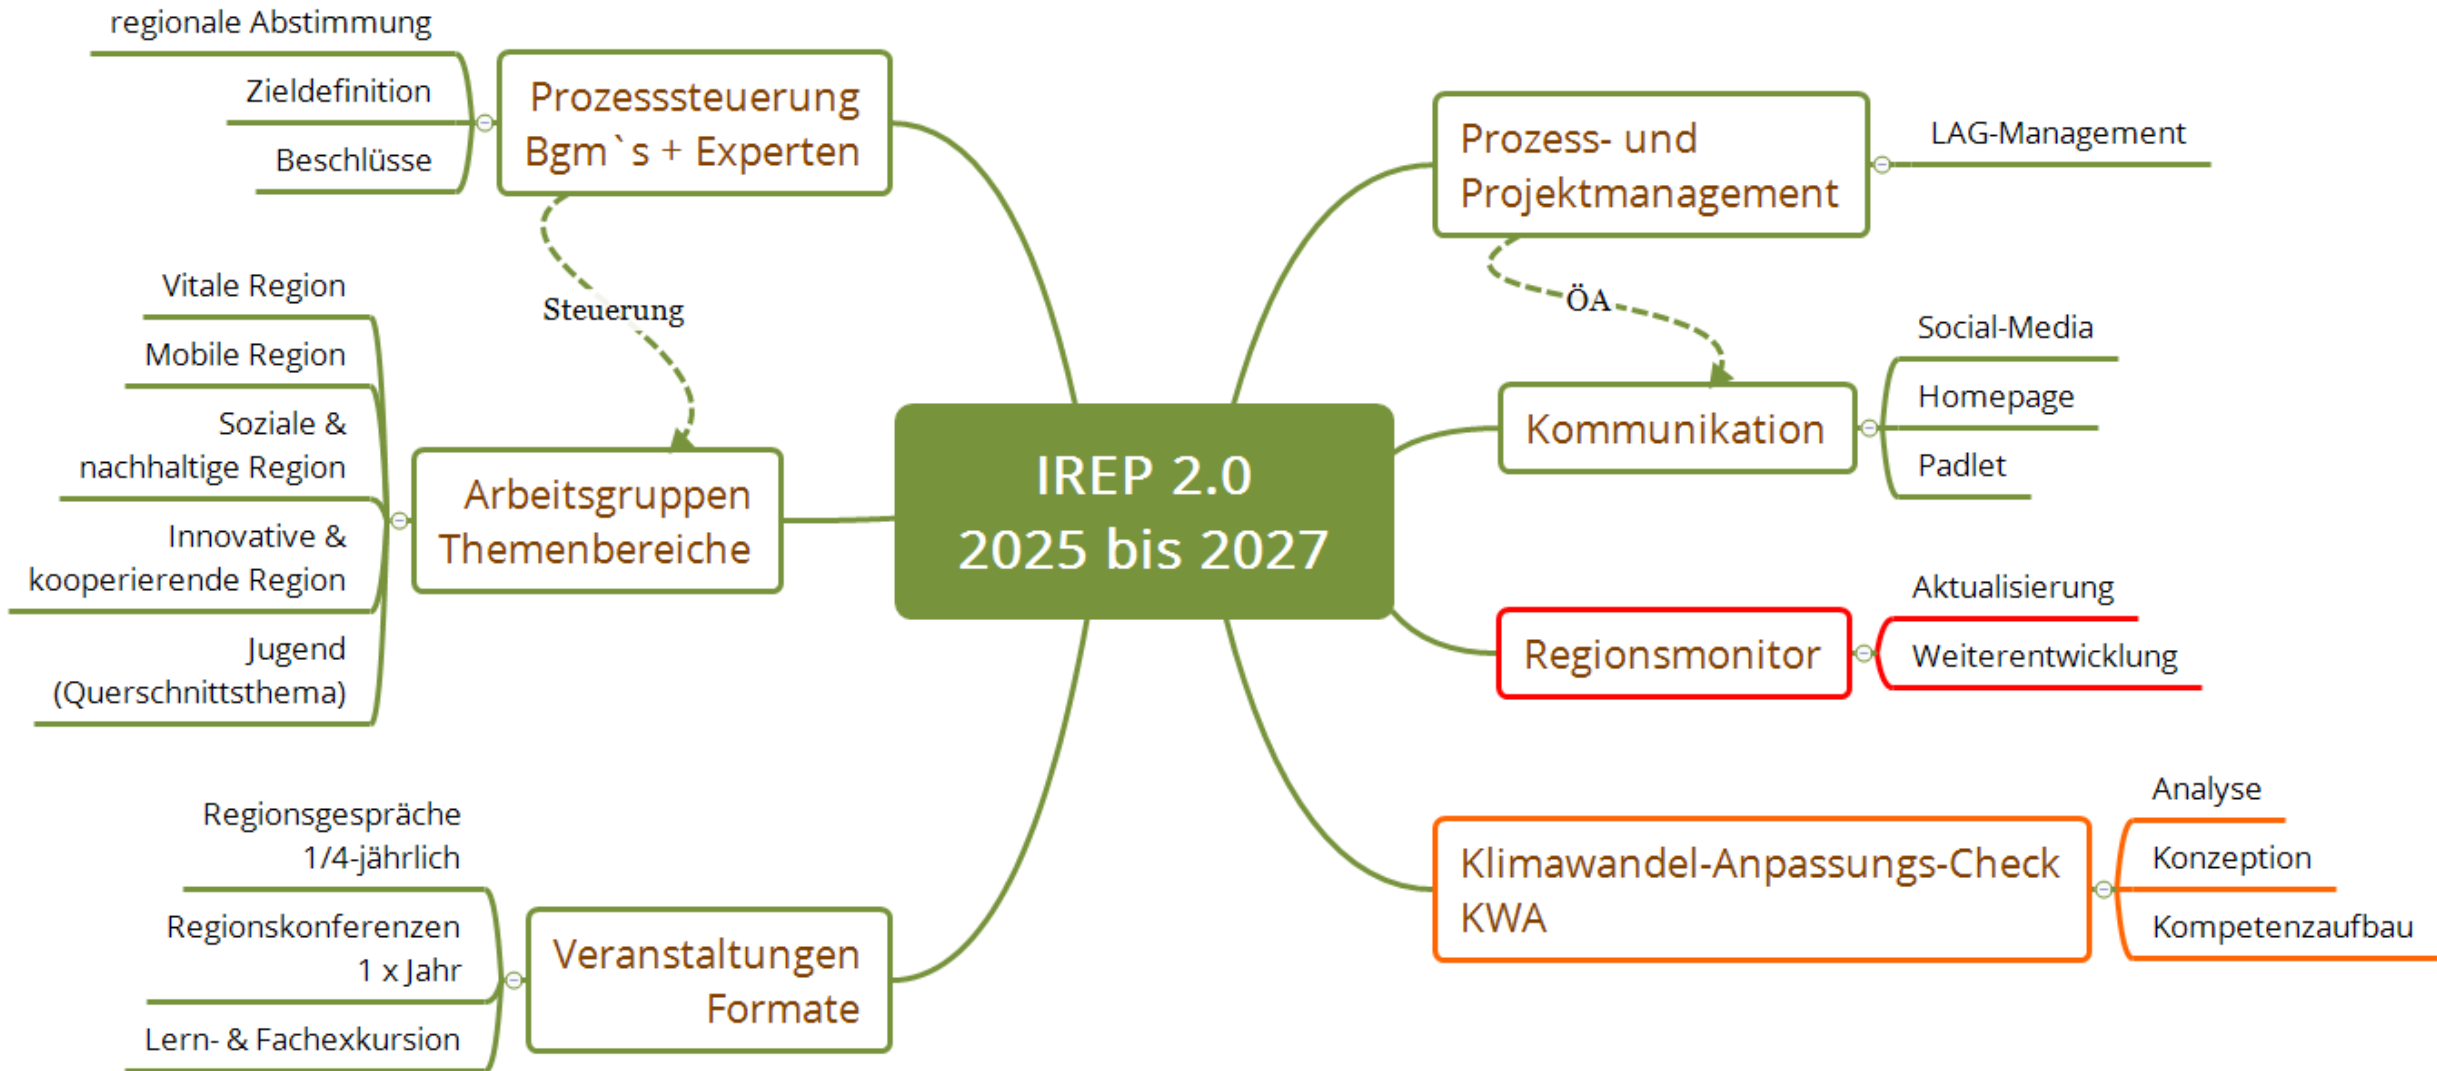 regionale Abstimmung
Zieldefinition
Beschlüsse
Prozesssteuerung
Bgm`s + Experten
Steuerung
Vitale Region
Mobile Region
Soziale &
nachhaltige Region
Innovative &
kooperierende Region
Jugend
(Querschnittsthema)
Arbeitsgruppen
Themenbereiche
Regionsgespräche
1/4-jährlich
Regionskonferenzen
1 x Jahr
Lern- & Fachexkursion
Veranstaltungen
Formate
IREP 2.0
2025 bis 2027
Prozess- und
Projektmanagement
LAG-Management
ÖA
Kommunikation
Social-Media
Homepage
Padlet
Regionsmonitor
Aktualisierung
Weiterentwicklung
Klimawandel-Anpassungs-Check
KWA
Analyse
Konzeption
Kompetenzaufbau